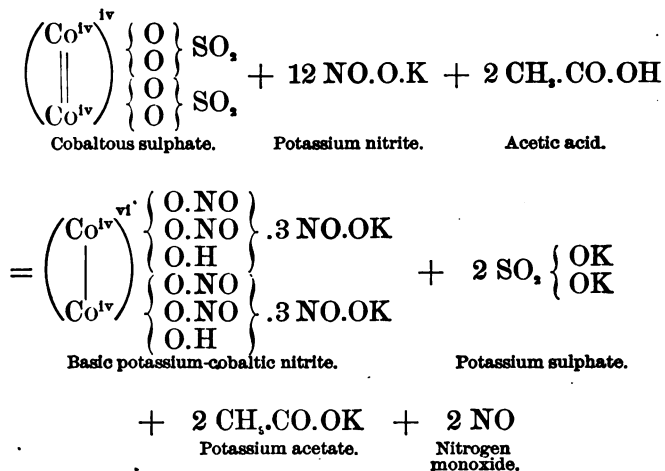 (Co^iv = Co^iv)^iv { O O } SO₂ { O O } SO₂ + 12 NO.O.K + 2 CH₃.CO.OH
Cobaltous sulphate. Potassium nitrite. Acetic acid.
= (Co^iv – Co^iv)^vi { O.NO O.NO O.H } .3 NO.OK { O.NO O.NO O.H } .3 NO.OK + 2 SO₂ { OK OK
Basic potassium-cobaltic nitrite. Potassium sulphate.
+ 2 CH₃.CO.OK + 2 NO
Potassium acetate. Nitrogen
monoxide.